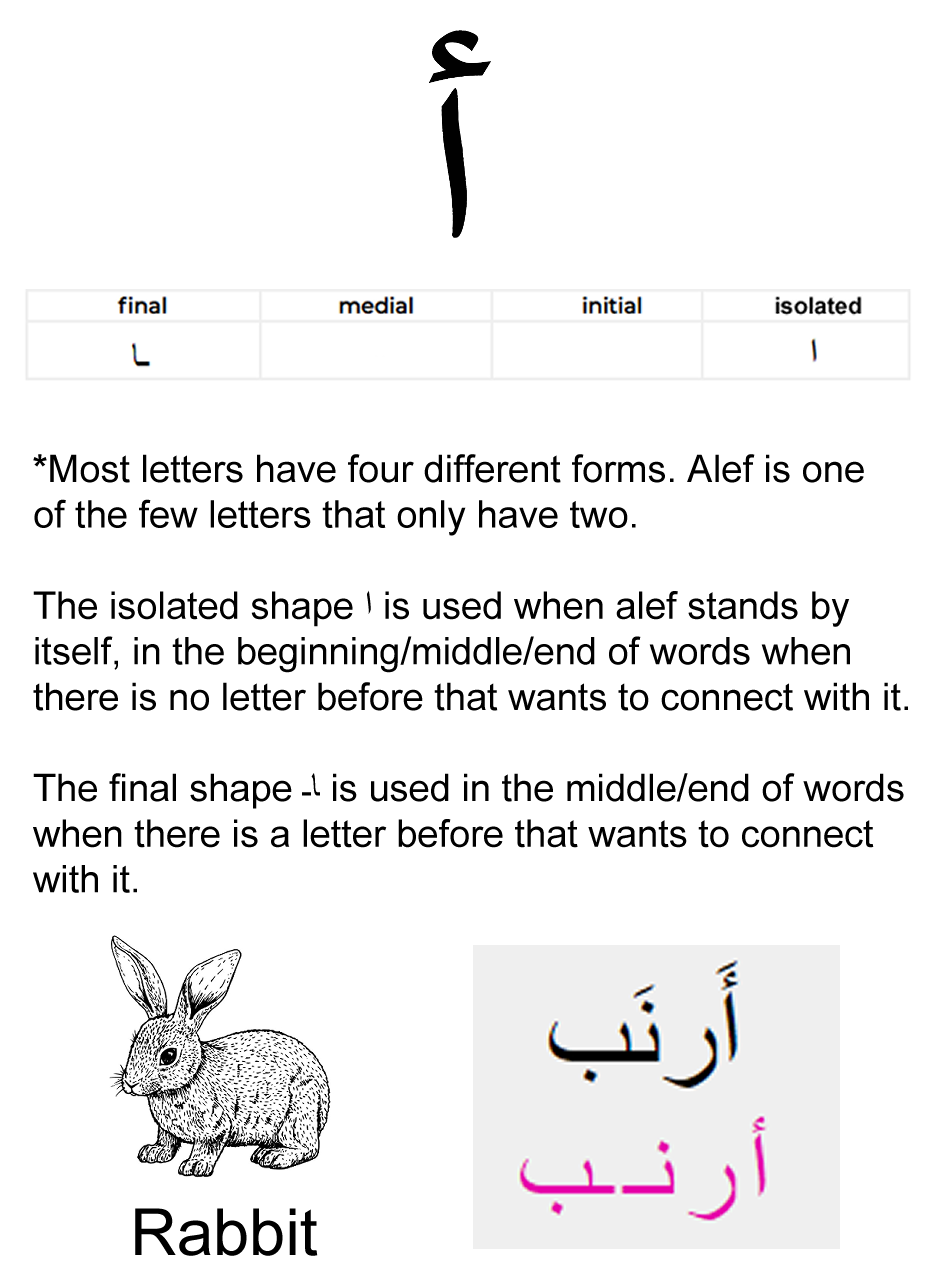 أ
final medial initial isolated
ـا ا
*Most letters have four different forms. Alef is one
of the few letters that only have two.
The isolated shape ا is used when alef stands by
itself, in the beginning/middle/end of words when
there is no letter before that wants to connect with it.
The final shape ـا is used in the middle/end of words
when there is a letter before that wants to connect
with it.
أَرنَب
أ ر نـ ـب
Rabbit